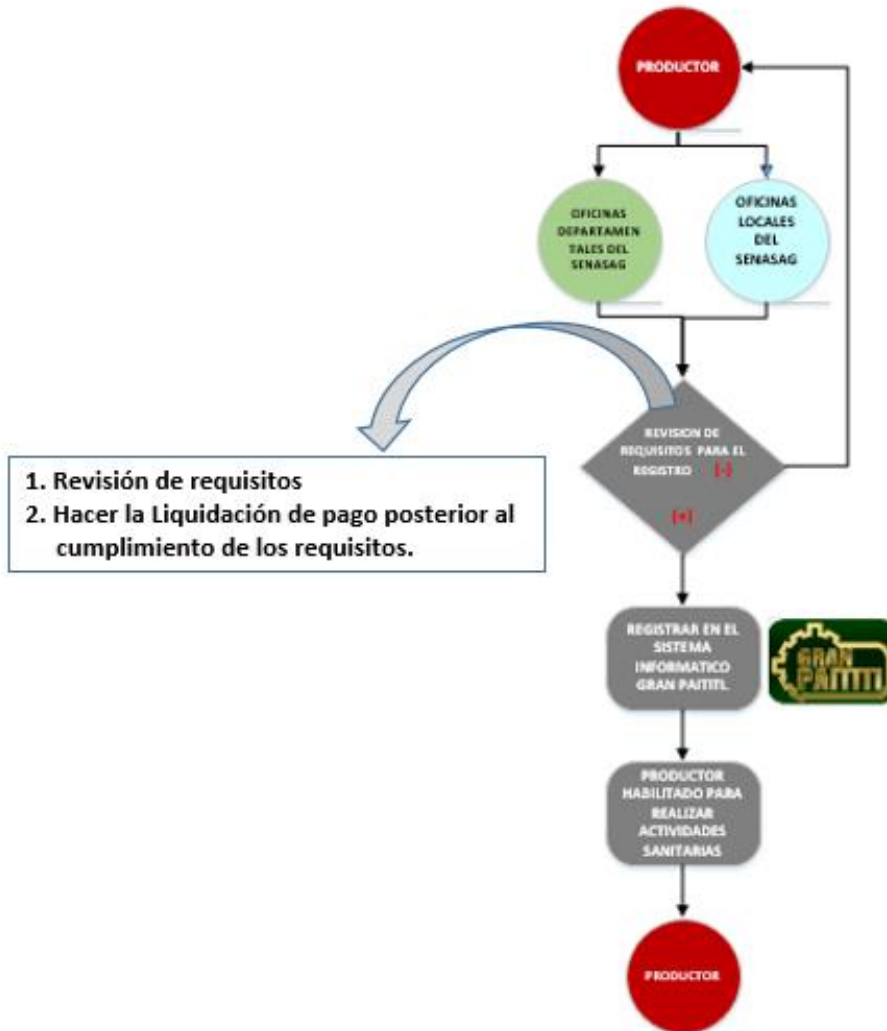 PRODUCTOR
OFICINAS
DEPARTAMEN
TALES DEL
SENASAG
OFICINAS
LOCALES
DEL
SENASAG
REVISION DE
REQUISITOS PARA EL
REGISTRO [-]
[+]
1. Revisión de requisitos
2. Hacer la Liquidación de pago posterior al
cumplimiento de los requisitos.
REGISTRAR EN EL
SISTEMA
INFORMATICO
GRAN PAITITI.
GRAN
PAITITI
PRODUCTOR
HABILITADO PARA
REALIZAR
ACTIVIDADES
SANITARIAS
PRODUCTOR